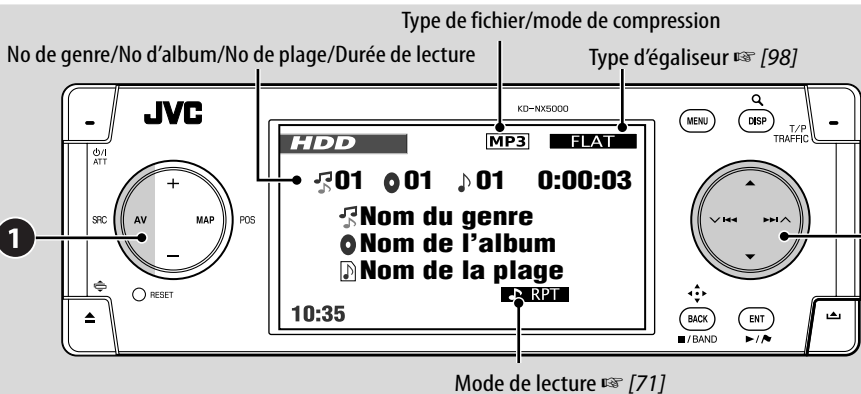 Type de fichier/mode de compression
No de genre/No d'album/No de plage/Durée de lecture
Type d'égaliseur ☞ [98]
JVC
KD-NX5000
MENU
DISP
T/P
TRAFFIC
/I
ATT
HDD
MP3
FLAT
01 01 01 0:00:03
Nom du genre
Nom de l'album
Nom de la plage
RPT
10:35
+
SRC
AV
MAP
POS
−
1
RESET
BACK
ENT
■/BAND
►/
Mode de lecture ☞ [71]